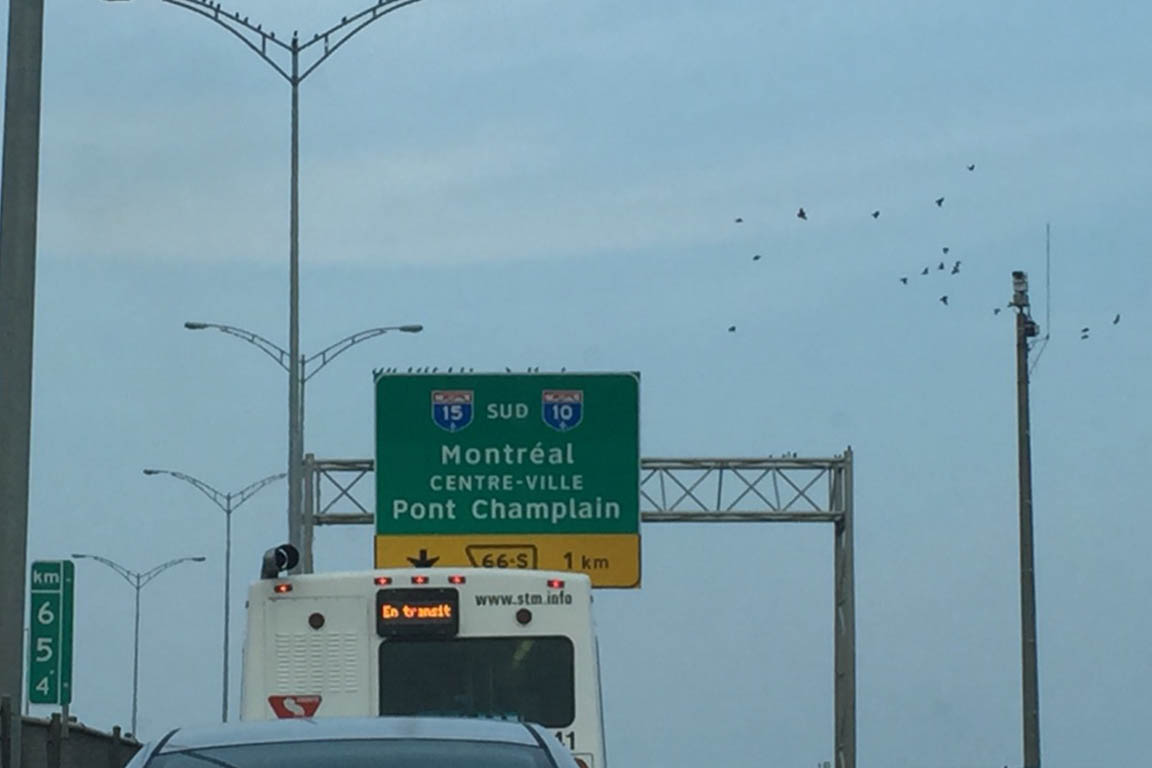 15 SUD 10
Montréal
CENTRE-VILLE
Pont Champlain
66-S 1 km
km
6
5
4
En transit
www.stm.info
41